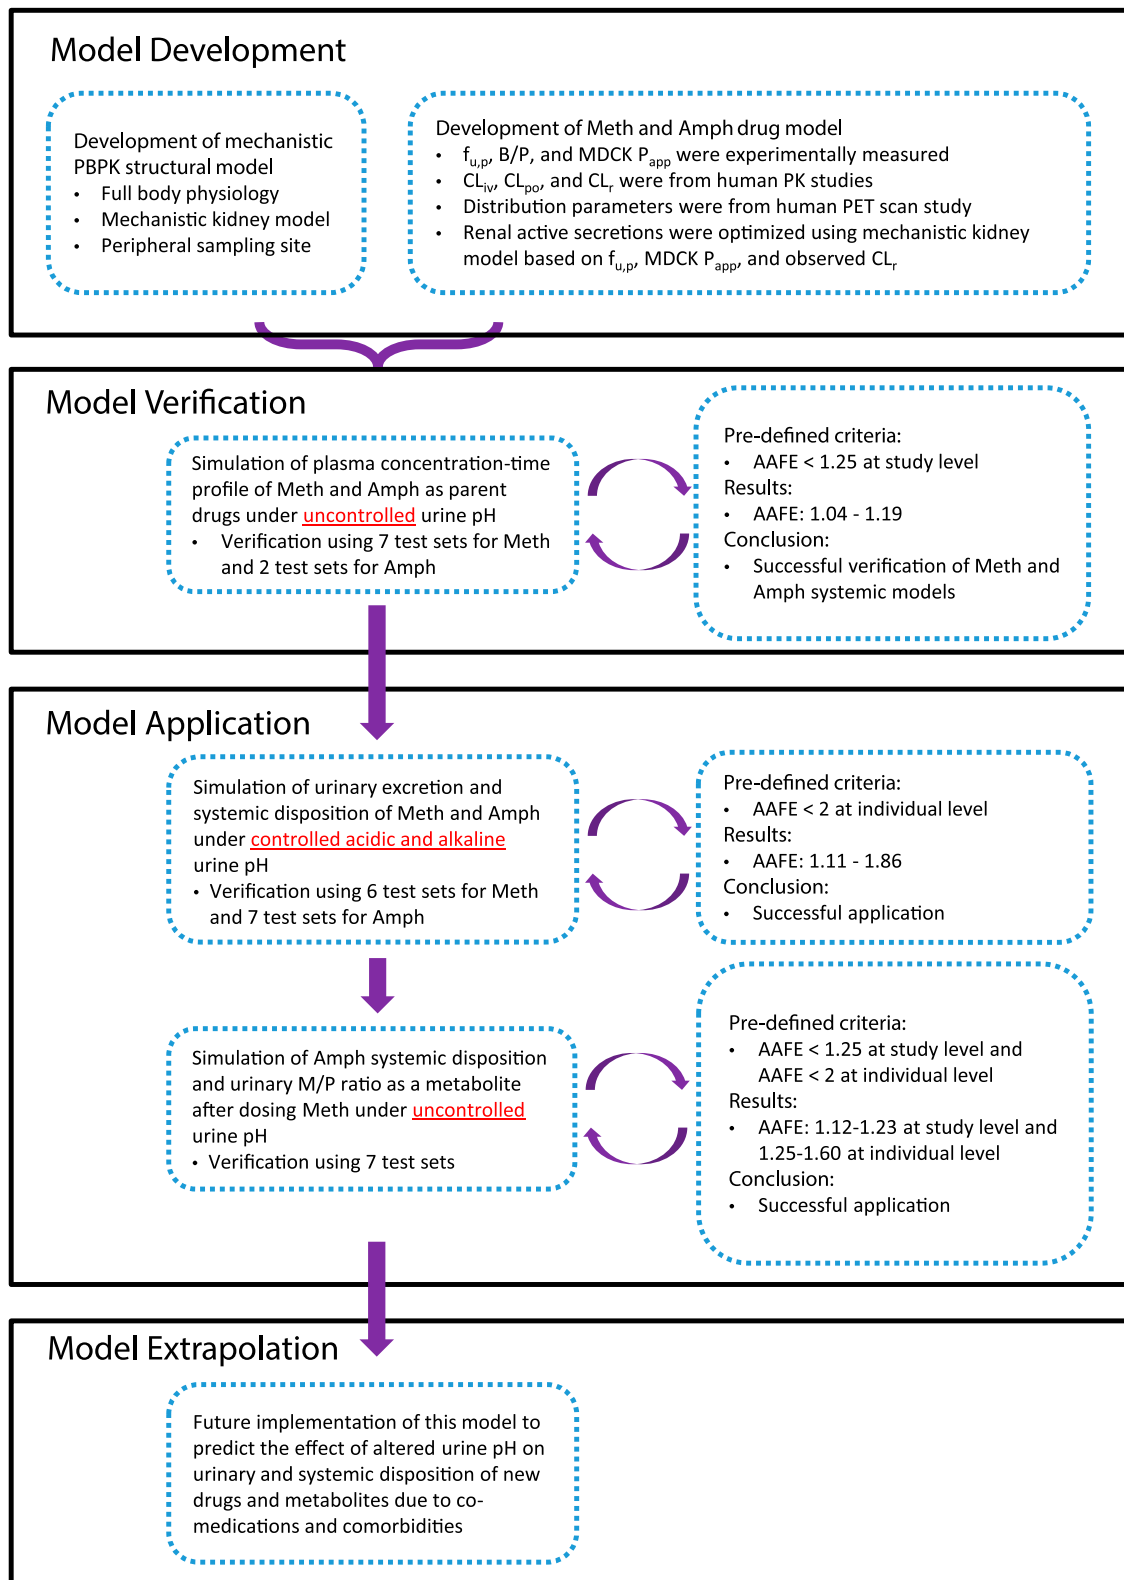 Model Development
Development of mechanistic
PBPK structural model
• Full body physiology
• Mechanistic kidney model
• Peripheral sampling site
Development of Meth and Amph drug model
• fu,p, B/P, and MDCK Papp were experimentally measured
• CLiv, CLpo, and CLr were from human PK studies
• Distribution parameters were from human PET scan study
• Renal active secretions were optimized using mechanistic kidney
model based on fu,p, MDCK Papp, and observed CLr
Model Verification
Simulation of plasma concentration-time
profile of Meth and Amph as parent
drugs under uncontrolled urine pH
• Verification using 7 test sets for Meth
and 2 test sets for Amph
Pre-defined criteria:
• AAFE < 1.25 at study level
Results:
• AAFE: 1.04 - 1.19
Conclusion:
• Successful verification of Meth and
Amph systemic models
Model Application
Simulation of urinary excretion and
systemic disposition of Meth and Amph
under controlled acidic and alkaline
urine pH
• Verification using 6 test sets for Meth
and 7 test sets for Amph
Pre-defined criteria:
• AAFE < 2 at individual level
Results:
• AAFE: 1.11 - 1.86
Conclusion:
• Successful application
Simulation of Amph systemic disposition
and urinary M/P ratio as a metabolite
after dosing Meth under uncontrolled
urine pH
• Verification using 7 test sets
Pre-defined criteria:
• AAFE < 1.25 at study level and
AAFE < 2 at individual level
Results:
• AAFE: 1.12-1.23 at study level and
1.25-1.60 at individual level
Conclusion:
• Successful application
Model Extrapolation
Future implementation of this model to
predict the effect of altered urine pH on
urinary and systemic disposition of new
drugs and metabolites due to co-
medications and comorbidities